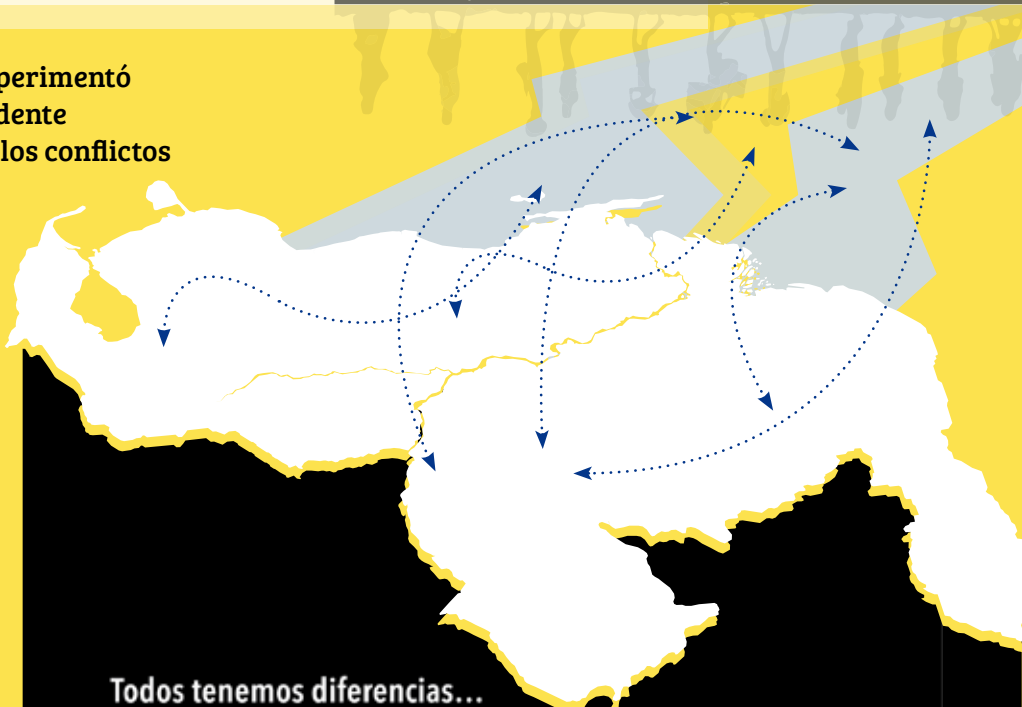 perimentó
dente
los conflictos
Todos tenemos diferencias...